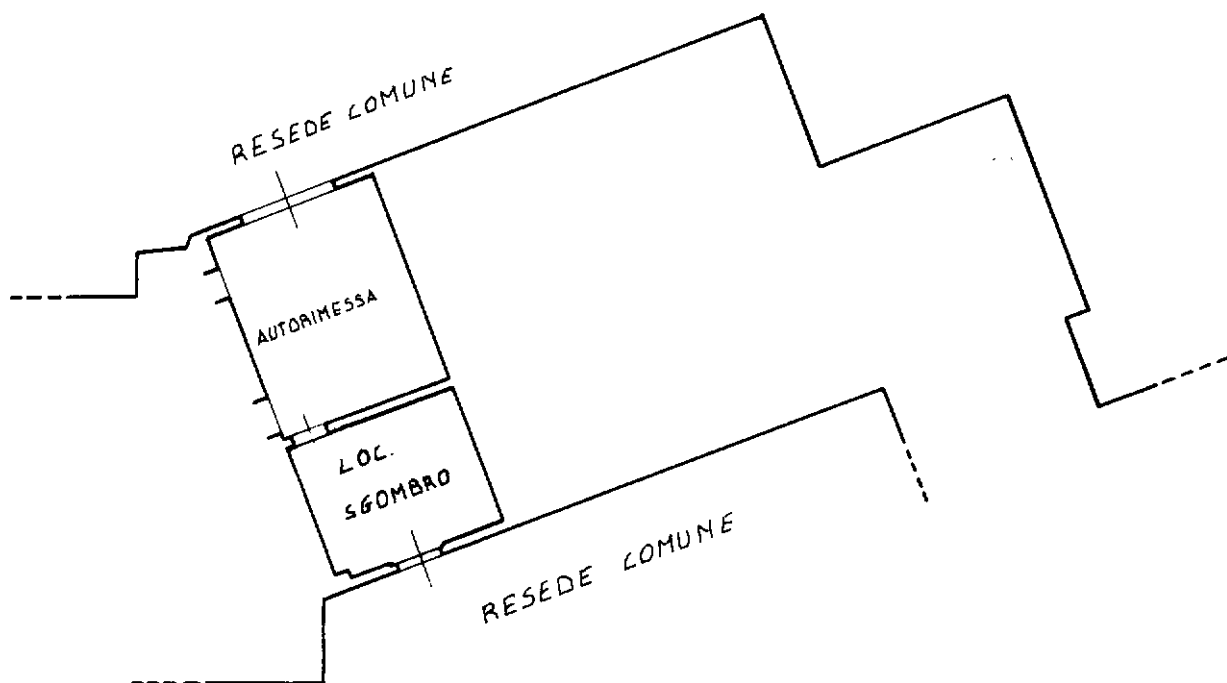 RESEDE COMUNE
AUTORIMESSA
LOC.
SGOMBRO
RESEDE COMUNE